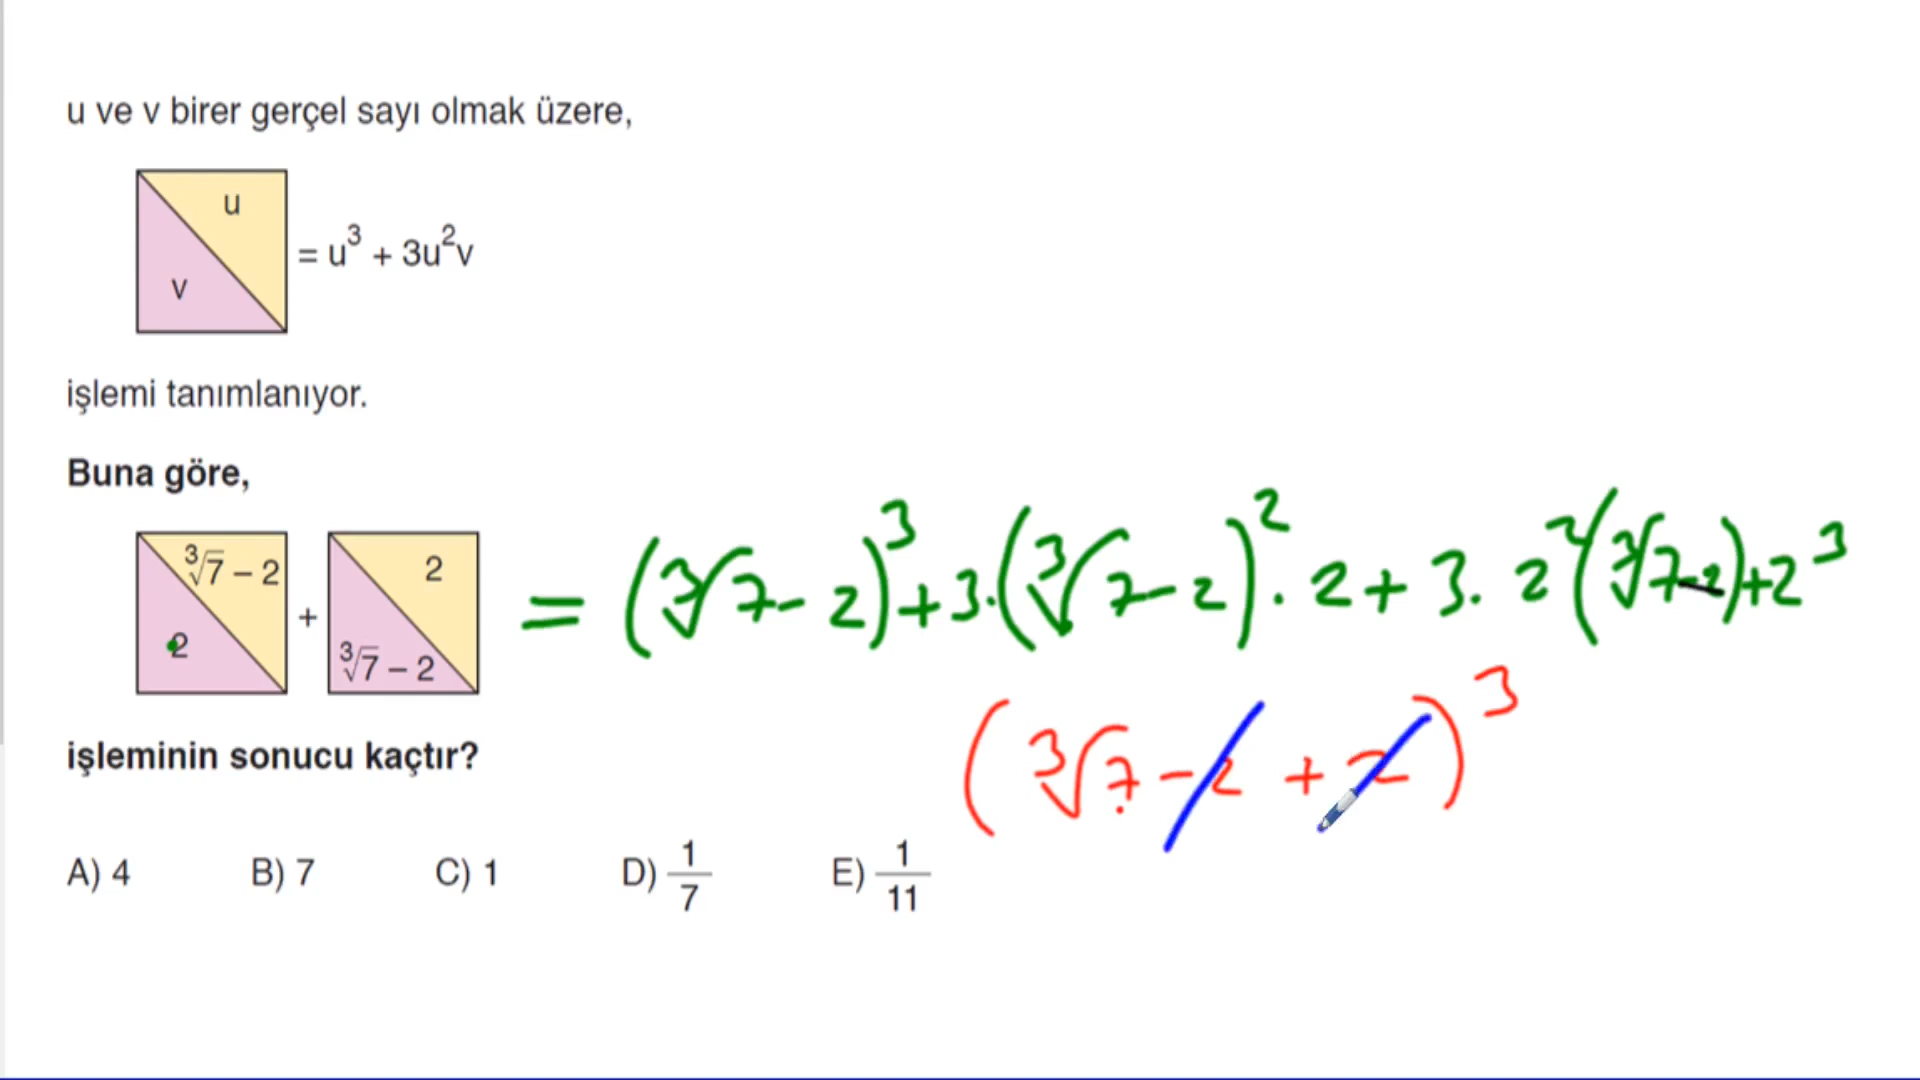 u ve v birer gerçel sayı olmak üzere,
u
v
= u³ + 3u²v
işlemi tanımlanıyor.
Buna göre,
∛7 – 2
2
+
2
∛7 – 2
= (∛7 - 2)³ + 3·(∛7 - 2)² · 2 + 3 · 2²(∛7 - 2) + 2³
(∛7 - 2 + 2)³
işleminin sonucu kaçtır?
A) 4 B) 7 C) 1 D) 1/7 E) 1/11